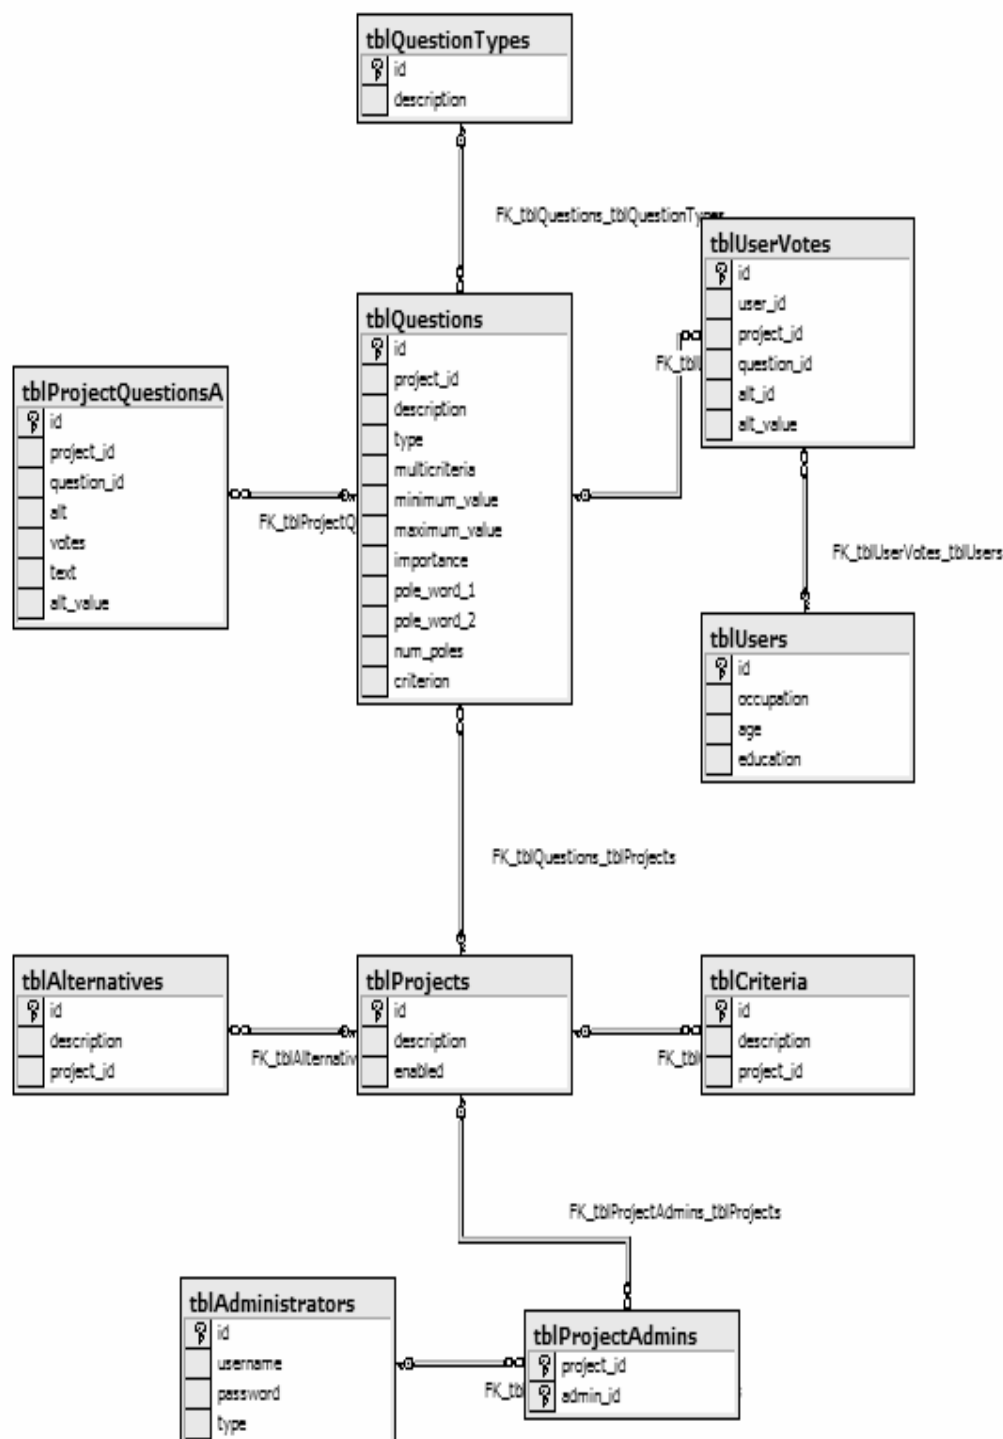 tblQuestionTypes
id
description
FK_tblQuestions_tblQuestionTypes
tblUserVotes
id
user_id
project_id
question_id
alt_id
alt_value
tblQuestions
id
project_id
description
type
multicriteria
minimum_value
maximum_value
importance
pole_word_1
pole_word_2
num_poles
criterion
FK_tbl
tblProjectQuestionsA
id
project_id
question_id
alt
votes
text
alt_value
FK_tblProjectQ
FK_tblUserVotes_tblUsers
tblUsers
id
occupation
age
education
FK_tblQuestions_tblProjects
tblAlternatives
id
description
project_id
FK_tblAlternativ
tblProjects
id
description
enabled
tblCriteria
id
description
project_id
FK_tbl
FK_tblProjectAdmins_tblProjects
tblAdministrators
id
username
password
type
FK_tbl
tblProjectAdmins
project_id
admin_id